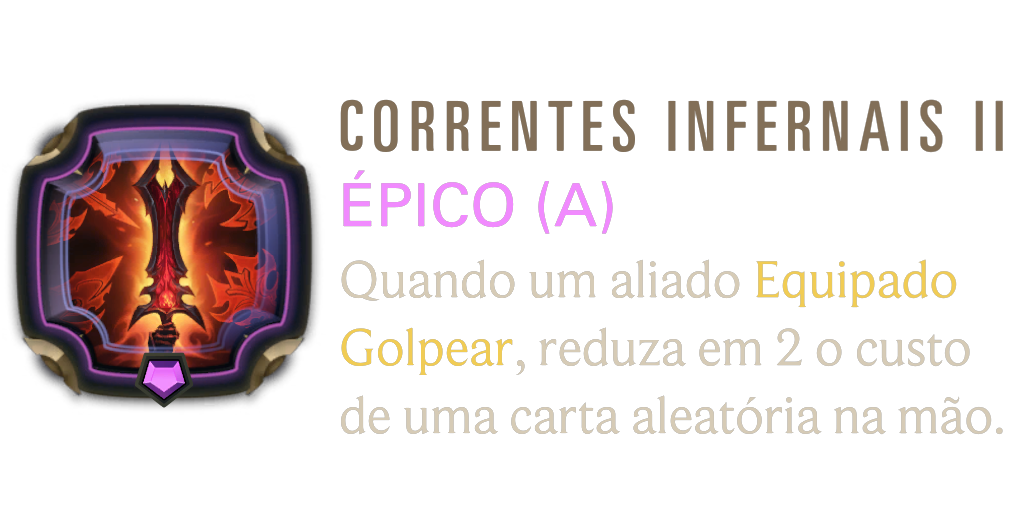 CORRENTES INFERNAIS II
ÉPICO (A)
Quando um aliado Equipado
Golpear, reduza em 2 o custo
de uma carta aleatória na mão.